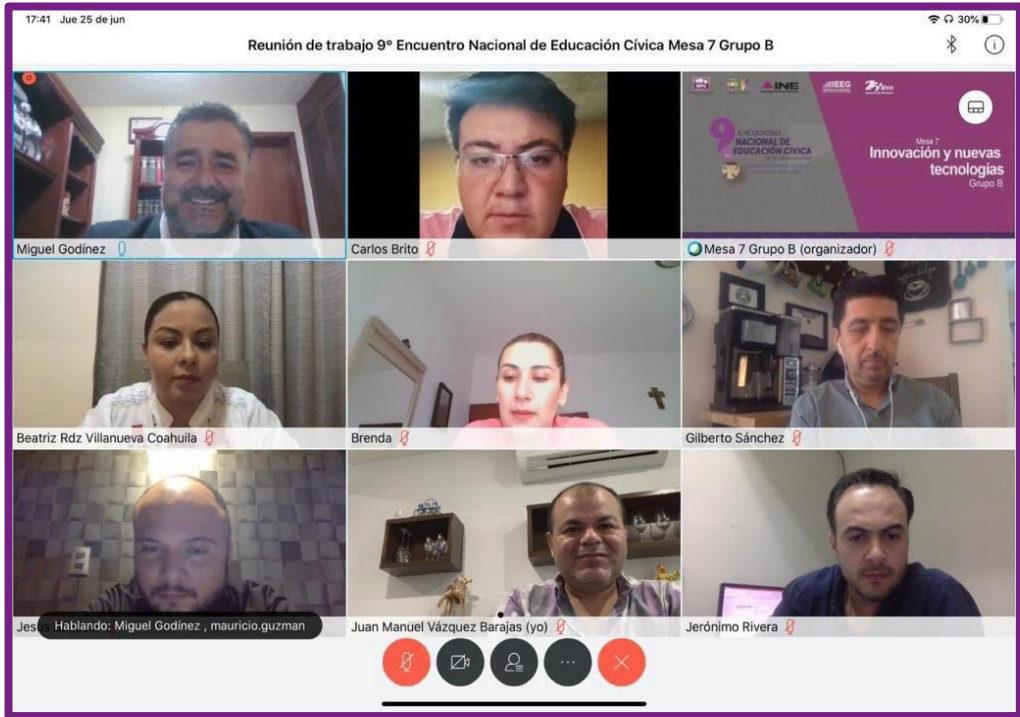 17:41 Jue 25 de jun
30%
Reunión de trabajo 9° Encuentro Nacional de Educación Cívica Mesa 7 Grupo B
INE
IEEG
9
ENCUENTRO
NACIONAL DE
EDUCACIÓN CÍVICA
Mesa 7
Innovación y nuevas
tecnologías
Grupo B
Miguel Godínez
Carlos Brito
Mesa 7 Grupo B (organizador)
Beatriz Rdz Villanueva Coahuila
Brenda
Gilberto Sánchez
Hablando: Miguel Godínez , mauricio.guzman
Juan Manuel Vázquez Barajas (yo)
Jerónimo Rivera